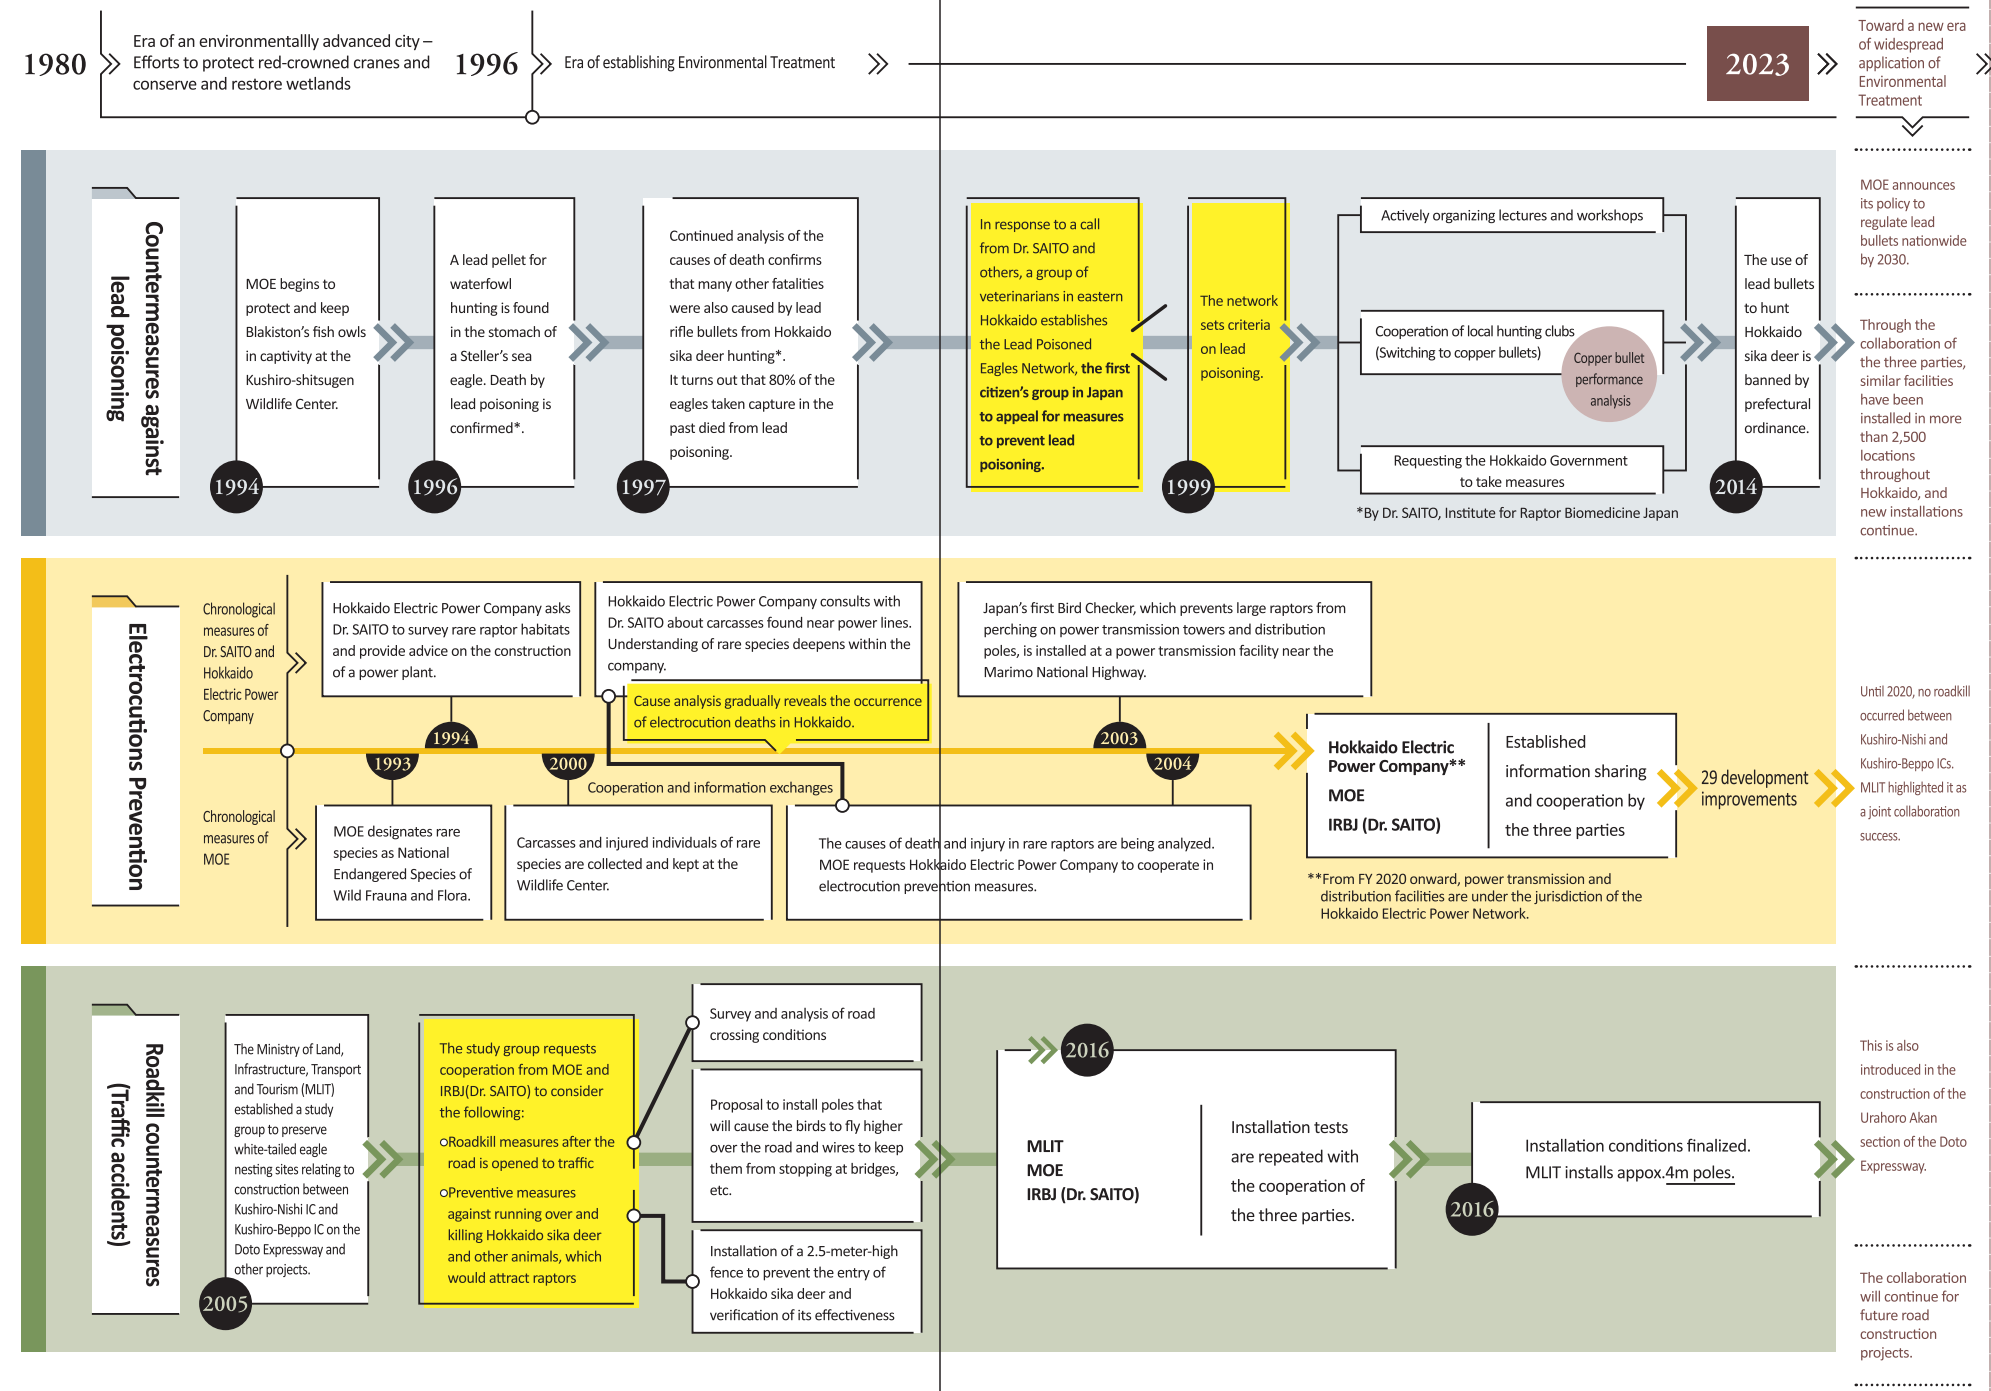 1980
Era of an environmentallly advanced city –
Efforts to protect red-crowned cranes and
conserve and restore wetlands
1996
Era of establishing Environmental Treatment
2023
Toward a new era
of widespread
application of
Environmental
Treatment
Countermeasures against
lead poisoning
MOE begins to
protect and keep
Blakiston's fish owls
in captivity at the
Kushiro-shitsugen
Wildlife Center.
1994
A lead pellet for
waterfowl
hunting is found
in the stomach of
a Steller's sea
eagle. Death by
lead poisoning is
confirmed*.
1996
Continued analysis of the
causes of death confirms
that many other fatalities
were also caused by lead
rifle bullets from Hokkaido
sika deer hunting*.
It turns out that 80% of the
eagles taken capture in the
past died from lead
poisoning.
1997
In response to a call
from Dr. SAITO and
others, a group of
veterinarians in eastern
Hokkaido establishes
the Lead Poisoned
Eagles Network, the first
citizen's group in Japan
to appeal for measures
to prevent lead
poisoning.
The network
sets criteria
on lead
poisoning.
1999
Actively organizing lectures and workshops
Cooperation of local hunting clubs
(Switching to copper bullets)
Copper bullet
performance
analysis
Requesting the Hokkaido Government
to take measures
*By Dr. SAITO, Institute for Raptor Biomedicine Japan
The use of
lead bullets
to hunt
Hokkaido
sika deer is
banned by
prefectural
ordinance.
2014
MOE announces
its policy to
regulate lead
bullets nationwide
by 2030.
Through the
collaboration of
the three parties,
similar facilities
have been
installed in more
than 2,500
locations
throughout
Hokkaido, and
new installations
continue.
Electrocutions Prevention
Chronological
measures of
Dr. SAITO and
Hokkaido
Electric Power
Company
Hokkaido Electric Power Company asks
Dr. SAITO to survey rare raptor habitats
and provide advice on the construction
of a power plant.
1994
Hokkaido Electric Power Company consults with
Dr. SAITO about carcasses found near power lines.
Understanding of rare species deepens within the
company.
Cause analysis gradually reveals the occurrence
of electrocution deaths in Hokkaido.
Japan's first Bird Checker, which prevents large raptors from
perching on power transmission towers and distribution
poles, is installed at a power transmission facility near the
Marimo National Highway.
2003
1993
2000
2004
Cooperation and information exchanges
Chronological
measures of
MOE
MOE designates rare
species as National
Endangered Species of
Wild Frauna and Flora.
Carcasses and injured individuals of rare
species are collected and kept at the
Wildlife Center.
The causes of death and injury in rare raptors are being analyzed.
MOE requests Hokkaido Electric Power Company to cooperate in
electrocution prevention measures.
Hokkaido Electric
Power Company**
MOE
IRBJ (Dr. SAITO)
Established
information sharing
and cooperation by
the three parties
**From FY 2020 onward, power transmission and
distribution facilities are under the jurisdiction of the
Hokkaido Electric Power Network.
29 development
improvements
Until 2020, no roadkill
occurred between
Kushiro-Nishi and
Kushiro-Beppo ICs.
MLIT highlighted it as
a joint collaboration
success.
Roadkill countermeasures
(Traffic accidents)
The Ministry of Land,
Infrastructure, Transport
and Tourism (MLIT)
established a study
group to preserve
white-tailed eagle
nesting sites relating to
construction between
Kushiro-Nishi IC and
Kushiro-Beppo IC on the
Doto Expressway and
other projects.
2005
The study group requests
cooperation from MOE and
IRBJ(Dr. SAITO) to consider
the following:
○Roadkill measures after the
road is opened to traffic
○Preventive measures
against running over and
killing Hokkaido sika deer
and other animals, which
would attract raptors
Survey and analysis of road
crossing conditions
Proposal to install poles that
will cause the birds to fly higher
over the road and wires to keep
them from stopping at bridges,
etc.
Installation of a 2.5-meter-high
fence to prevent the entry of
Hokkaido sika deer and
verification of its effectiveness
2016
MLIT
MOE
IRBJ (Dr. SAITO)
Installation tests
are repeated with
the cooperation of
the three parties.
Installation conditions finalized.
MLIT installs appox.4m poles.
2016
This is also
introduced in the
construction of the
Urahoro Akan
section of the Doto
Expressway.
The collaboration
will continue for
future road
construction
projects.